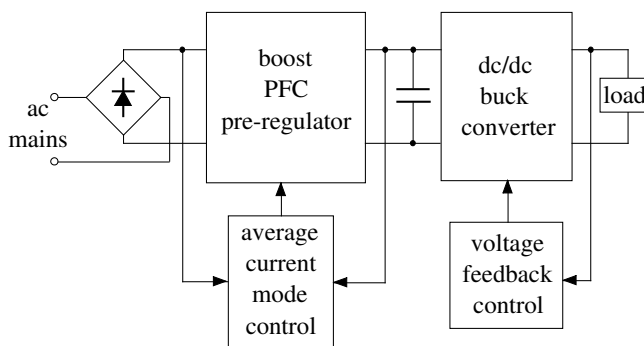 ac
mains
boost
PFC
pre-regulator
dc/dc
buck
converter
load
average
current
mode
control
voltage
feedback
control